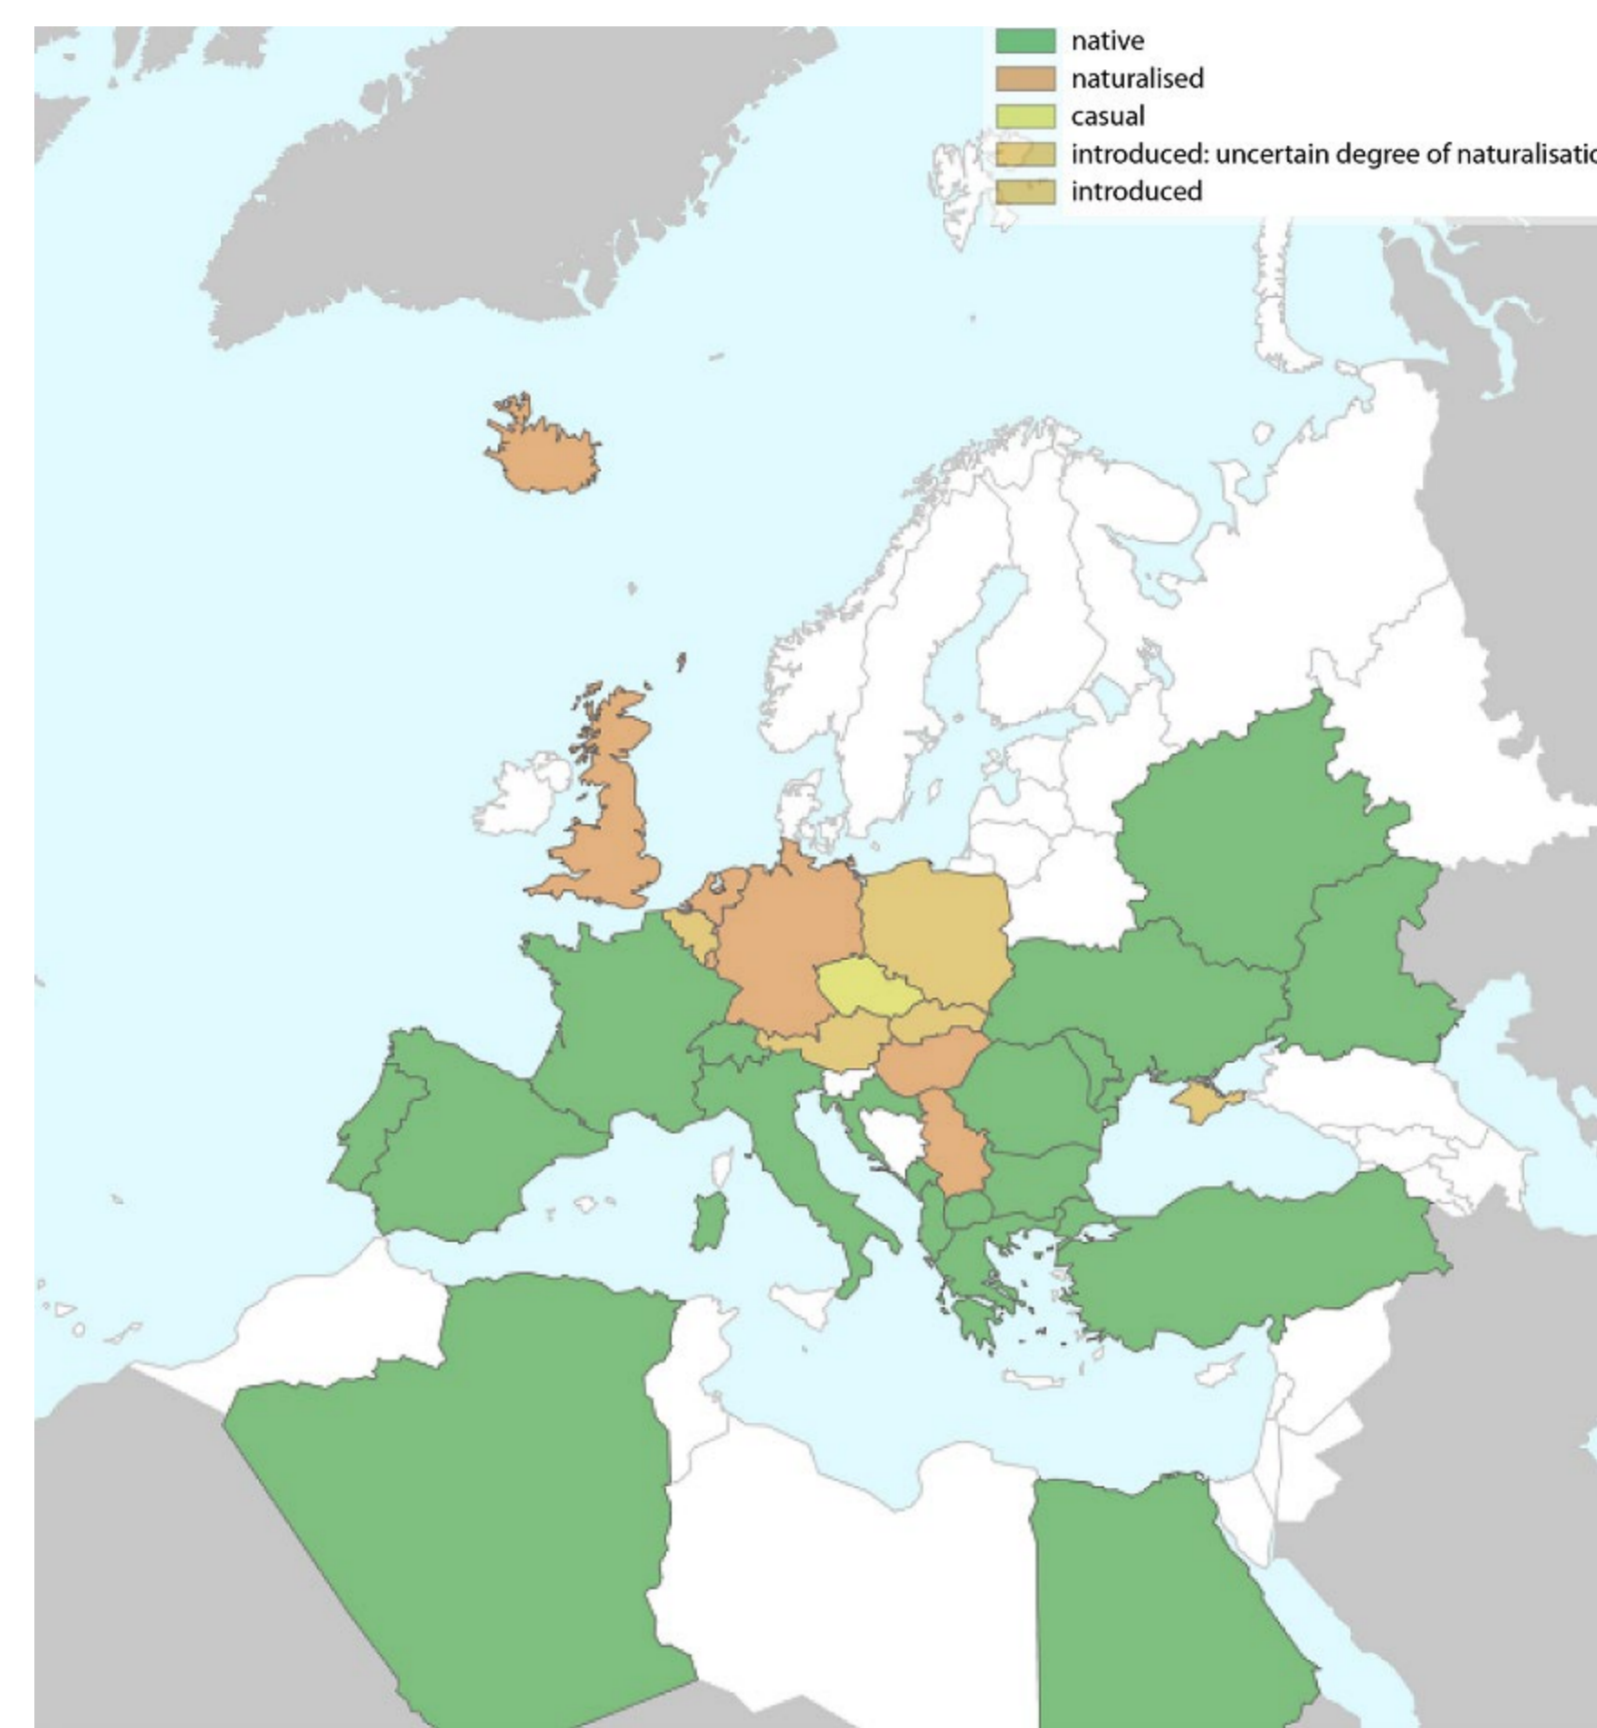 native
naturalised
casual
introduced: uncertain degree of naturalisatio
introduced